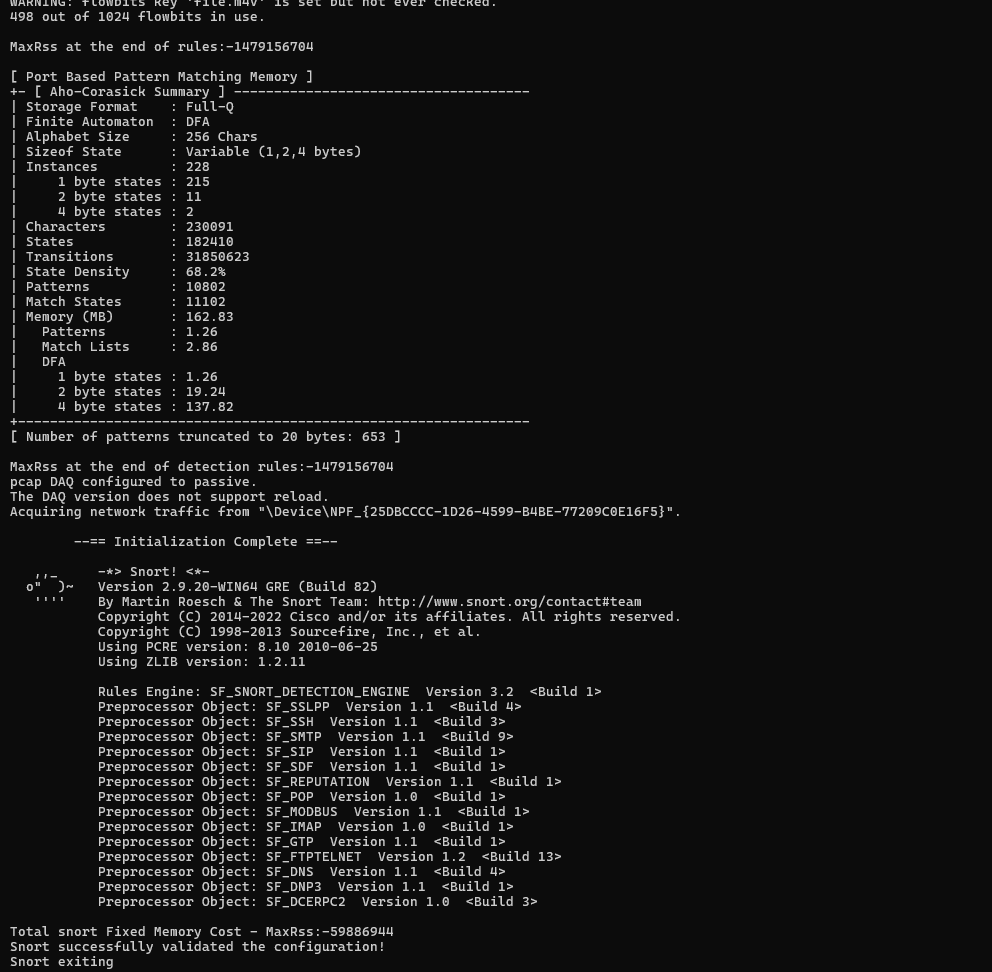 WARNING: flowbits key 'file.m4v' is set but not ever checked.
498 out of 1024 flowbits in use.
MaxRss at the end of rules:-1479156704
[ Port Based Pattern Matching Memory ]
+- [ Aho-Corasick Summary ] -------------------------------------
| Storage Format    : Full-Q
| Finite Automaton  : DFA
| Alphabet Size     : 256 Chars
| Sizeof State      : Variable (1,2,4 bytes)
| Instances         : 228
|     1 byte states : 215
|     2 byte states : 11
|     4 byte states : 2
| Characters        : 230091
| States            : 182410
| Transitions       : 31850623
| State Density     : 68.2%
| Patterns          : 10802
| Match States      : 11102
| Memory (MB)       : 162.83
|   Patterns        : 1.26
|   Match Lists     : 2.86
|   DFA
|     1 byte states : 1.26
|     2 byte states : 19.24
|     4 byte states : 137.82
+----------------------------------------------------------------
[ Number of patterns truncated to 20 bytes: 653 ]
MaxRss at the end of detection rules:-1479156704
pcap DAQ configured to passive.
The DAQ version does not support reload.
Acquiring network traffic from "\Device\NPF_{25DBCCCC-1D26-4599-B4BE-77209C0E16F5}".
        --== Initialization Complete ==--
   ,,_     -*> Snort! <*-
  o"  )~   Version 2.9.20-WIN64 GRE (Build 82)
   ''''    By Martin Roesch & The Snort Team: http://www.snort.org/contact#team
           Copyright (C) 2014-2022 Cisco and/or its affiliates. All rights reserved.
           Copyright (C) 1998-2013 Sourcefire, Inc., et al.
           Using PCRE version: 8.10 2010-06-25
           Using ZLIB version: 1.2.11
           Rules Engine: SF_SNORT_DETECTION_ENGINE  Version 3.2  <Build 1>
           Preprocessor Object: SF_SSLPP  Version 1.1  <Build 4>
           Preprocessor Object: SF_SSH  Version 1.1  <Build 3>
           Preprocessor Object: SF_SMTP  Version 1.1  <Build 9>
           Preprocessor Object: SF_SIP  Version 1.1  <Build 1>
           Preprocessor Object: SF_SDF  Version 1.1  <Build 1>
           Preprocessor Object: SF_REPUTATION  Version 1.1  <Build 1>
           Preprocessor Object: SF_POP  Version 1.0  <Build 1>
           Preprocessor Object: SF_MODBUS  Version 1.1  <Build 1>
           Preprocessor Object: SF_IMAP  Version 1.0  <Build 1>
           Preprocessor Object: SF_GTP  Version 1.1  <Build 1>
           Preprocessor Object: SF_FTPTELNET  Version 1.2  <Build 13>
           Preprocessor Object: SF_DNS  Version 1.1  <Build 4>
           Preprocessor Object: SF_DNP3  Version 1.1  <Build 1>
           Preprocessor Object: SF_DCERPC2  Version 1.0  <Build 3>
Total snort Fixed Memory Cost - MaxRss:-59886944
Snort successfully validated the configuration!
Snort exiting